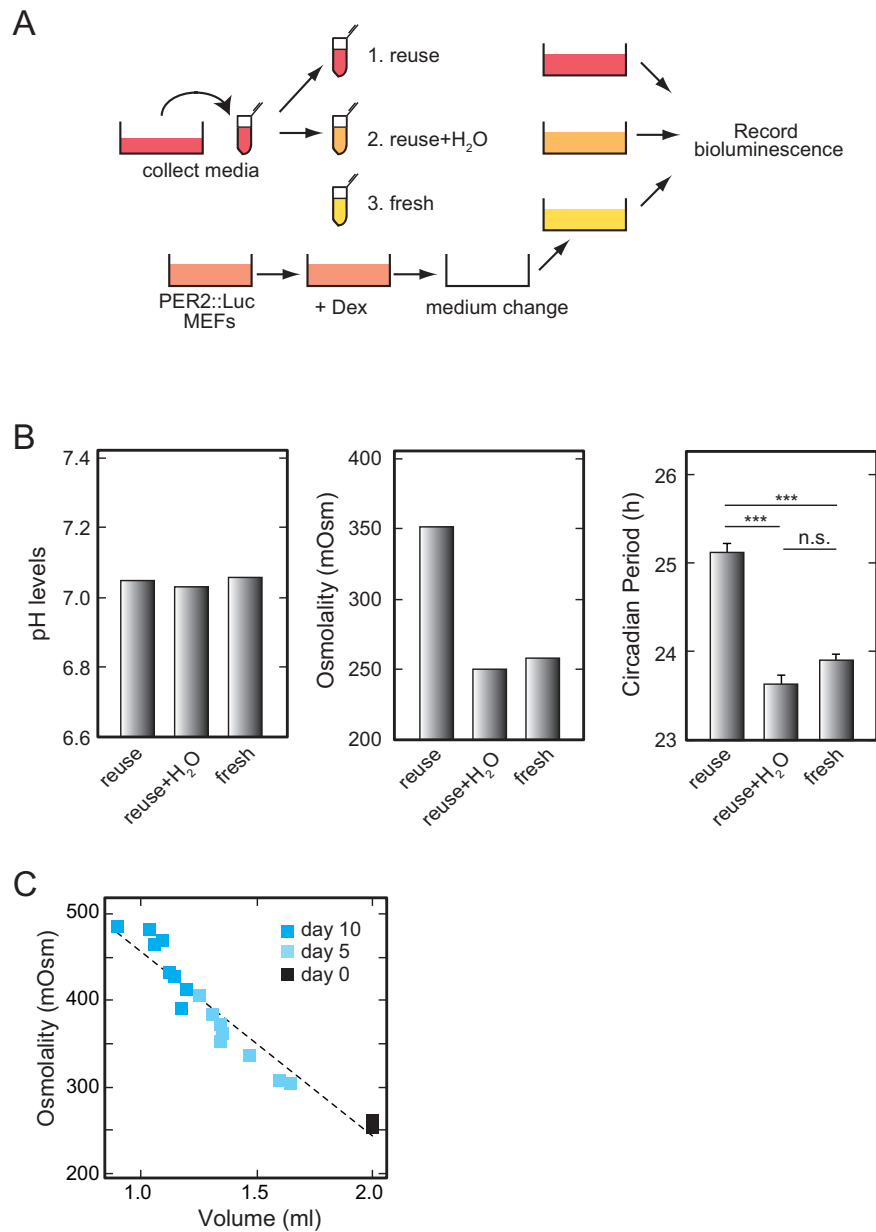 A
1. reuse
2. reuse+H₂O
3. fresh
collect media
Record
bioluminescence
PER2::Luc
MEFs
+ Dex
medium change
B
pH levels
7.4
7.2
7.0
6.8
6.6
reuse
reuse+H₂O
fresh
Osmolality (mOsm)
400
350
300
250
200
reuse
reuse+H₂O
fresh
Circadian Period (h)
26
25
24
23
***
***
n.s.
reuse
reuse+H₂O
fresh
C
Osmolality (mOsm)
500
400
300
200
day 10
day 5
day 0
1.0
1.5
2.0
Volume (ml)